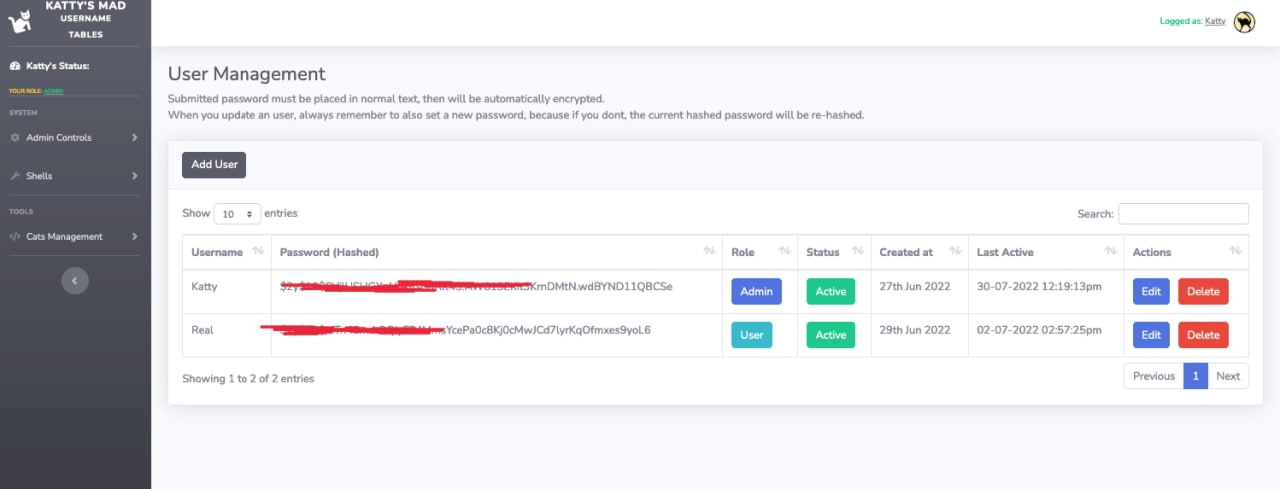 KATTY'S MAD
USERNAME
TABLES
Katty's Status:
YOUR ROLE: ADMIN
SYSTEM
Admin Controls
Shells
TOOLS
Cats Management
Logged as: Katty
User Management
Submitted password must be placed in normal text, then will be automatically encrypted.
When you update an user, always remember to also set a new password, because if you dont, the current hashed password will be re-hashed.
Add User
Show 10 entries
Search:
Username Password (Hashed) Role Status Created at Last Active Actions
Katty KrnDMtN.wdBYND11QBCSe Admin Active 27th Jun 2022 30-07-2022 12:19:13pm Edit Delete
Real YcePa0c8Kj0cMwJCd7lyrKqOfmxes9yoL6 User Active 29th Jun 2022 02-07-2022 02:57:25pm Edit Delete
Showing 1 to 2 of 2 entries
Previous 1 Next